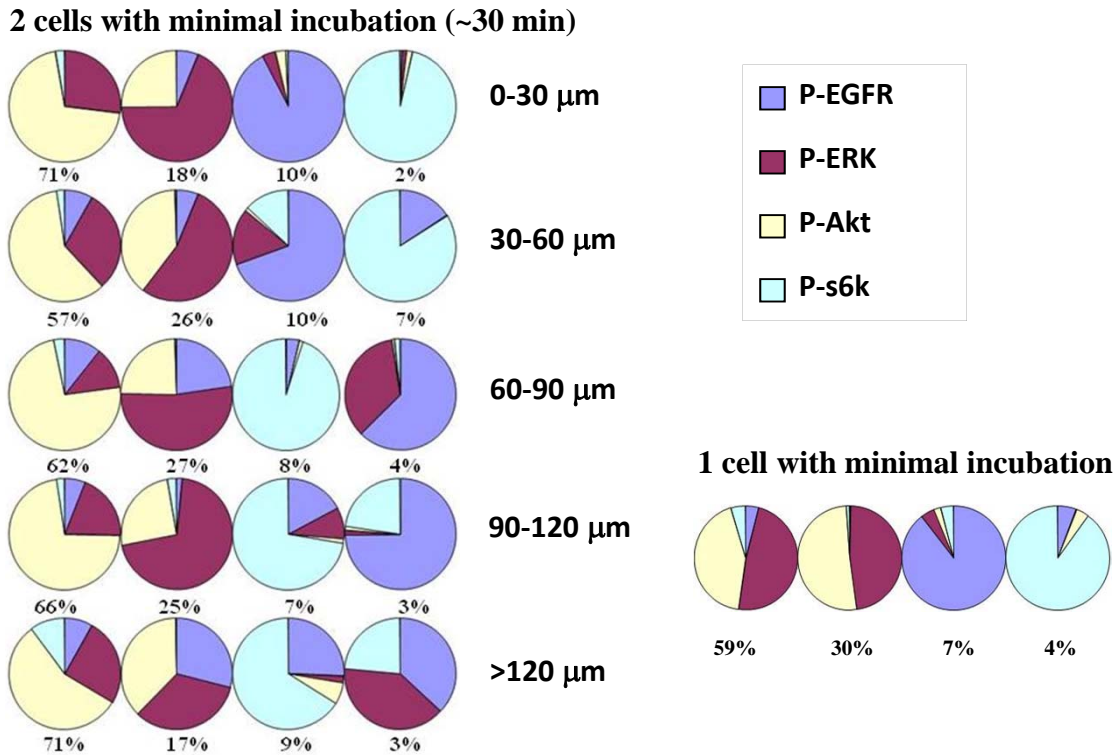 2 cells with minimal incubation (~30 min)
0-30 μm
71% 18% 10% 2%
30-60 μm
57% 26% 10% 7%
60-90 μm
62% 27% 8% 4%
90-120 μm
66% 25% 7% 3%
>120 μm
71% 17% 9% 3%
P-EGFR
P-ERK
P-Akt
P-s6k
1 cell with minimal incubation
59% 30% 7% 4%